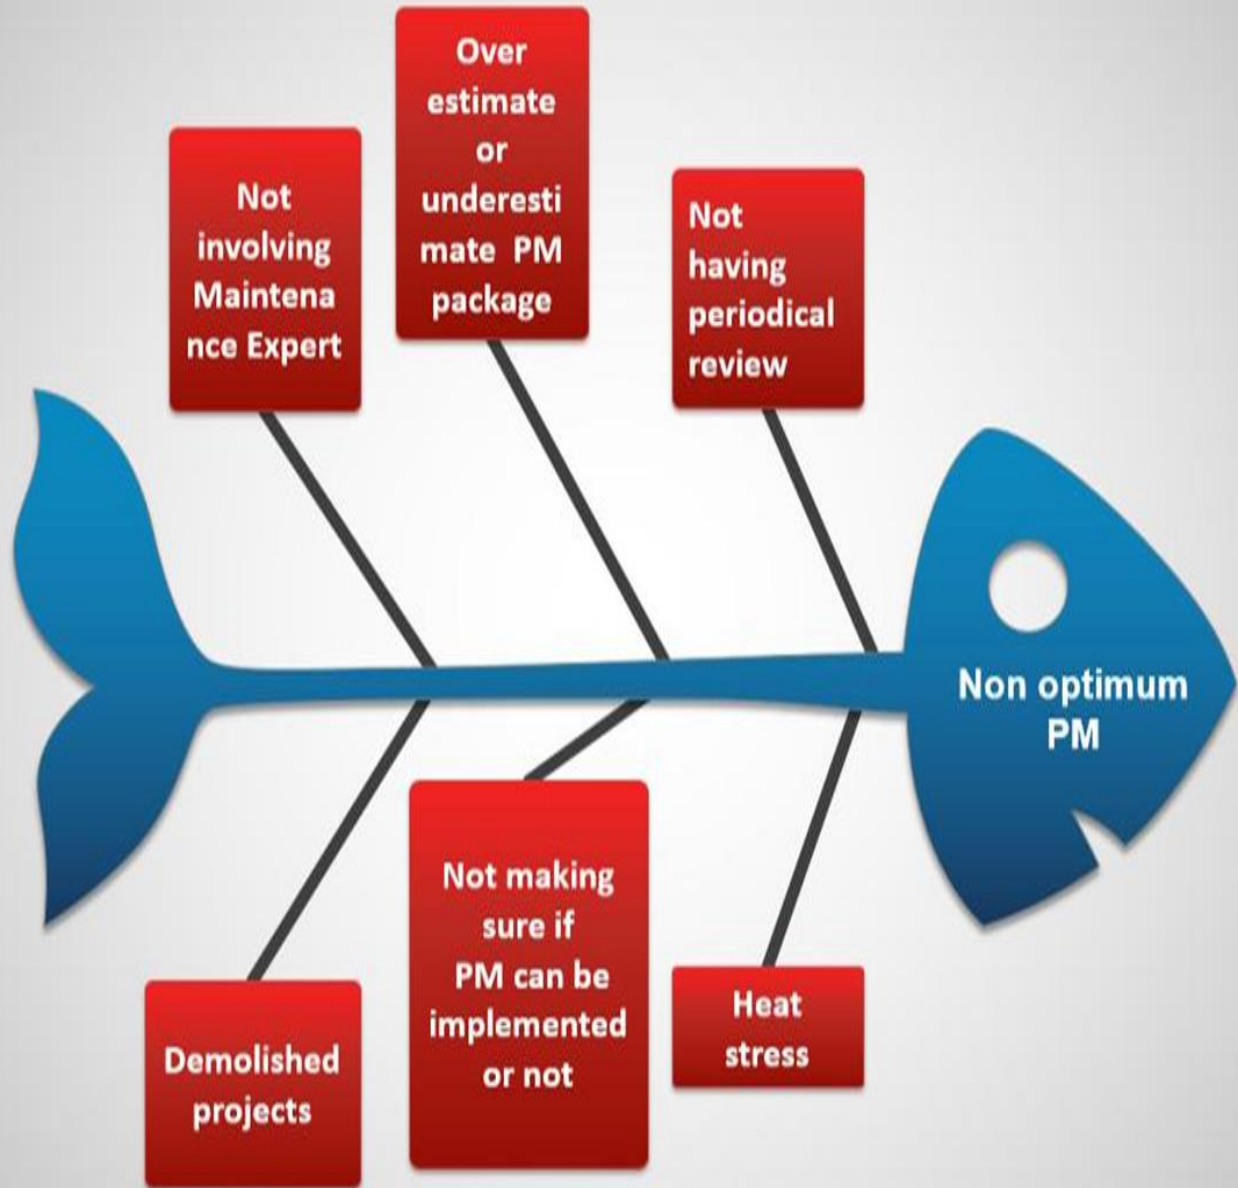 Over
estimate
or
underesti
mate PM
package
Not
involving
Maintena
nce Expert
Not
having
periodical
review
Non optimum
PM
Not making
sure if
PM can be
implemented
or not
Heat
stress
Demolished
projects